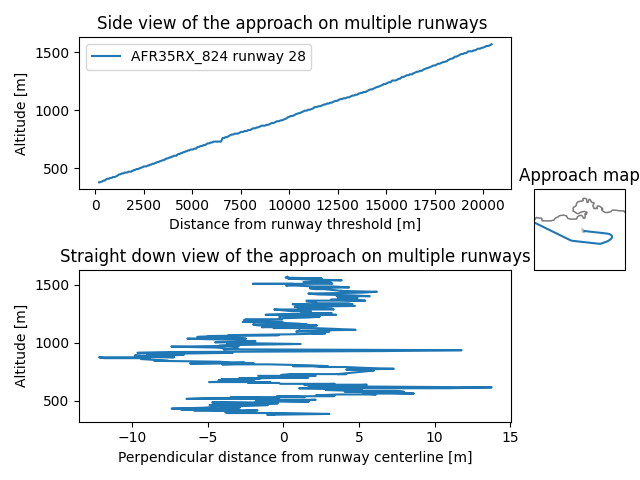 Side view of the approach on multiple runways
Altitude [m]
1500
1000
500
AFR35RX_824 runway 28
0 2500 5000 7500 10000 12500 15000 17500 20000
Distance from runway threshold [m]
Approach map
Straight down view of the approach on multiple runways
Altitude [m]
1500
1000
500
−10 −5 0 5 10 15
Perpendicular distance from runway centerline [m]